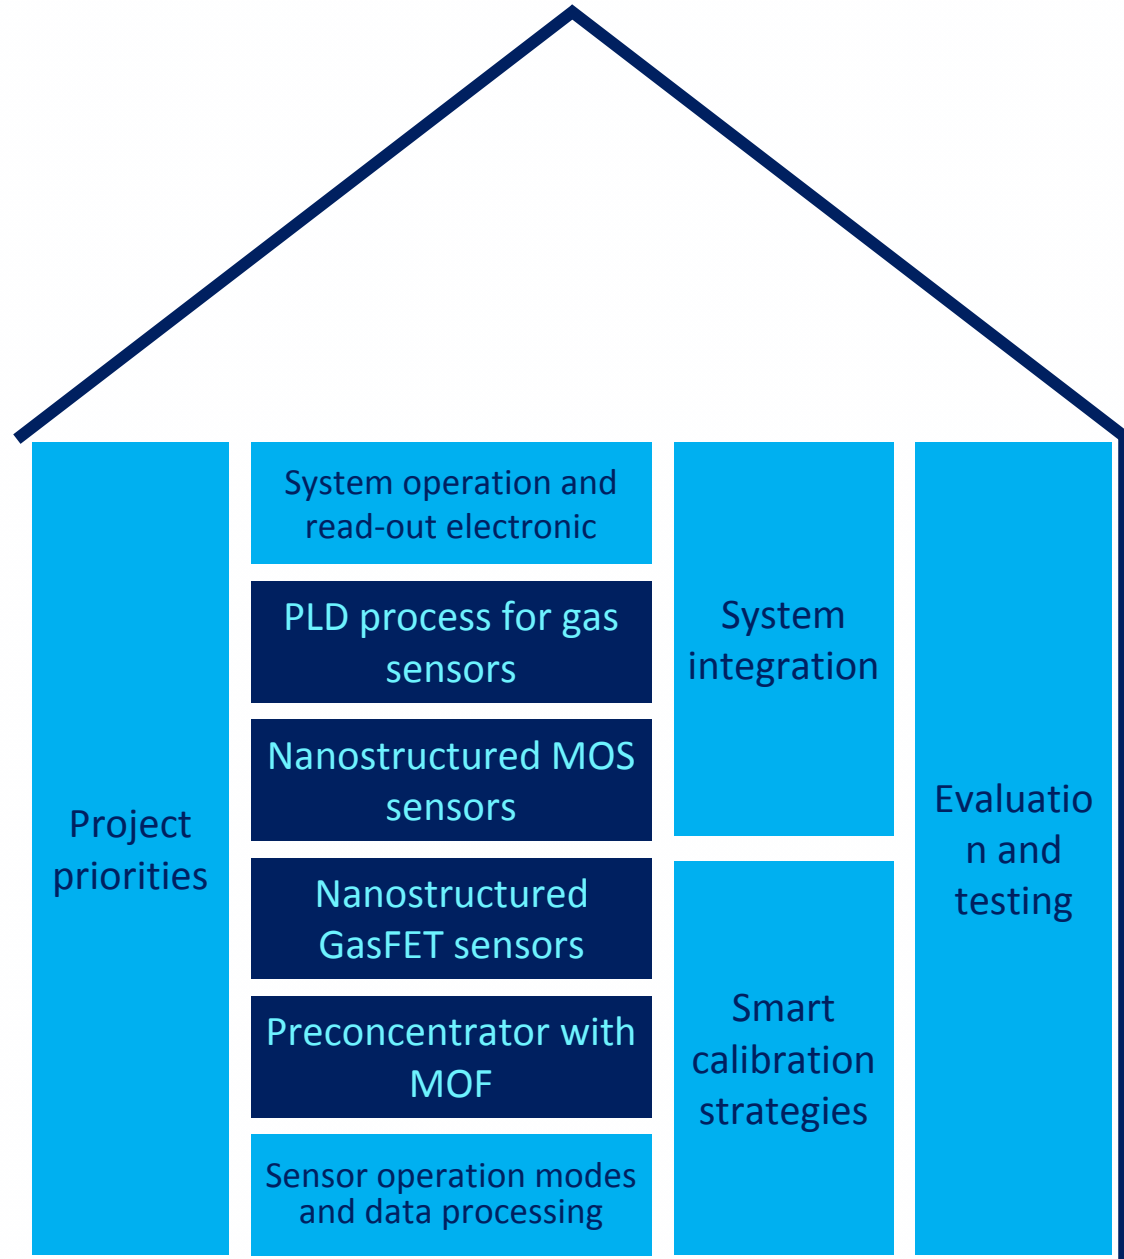 Project
priorities
System operation and
read-out electronic
PLD process for gas
sensors
Nanostructured MOS
sensors
Nanostructured
GasFET sensors
Preconcentrator with
MOF
Sensor operation modes
and data processing
System
integration
Smart
calibration
strategies
Evaluatio
n and
testing